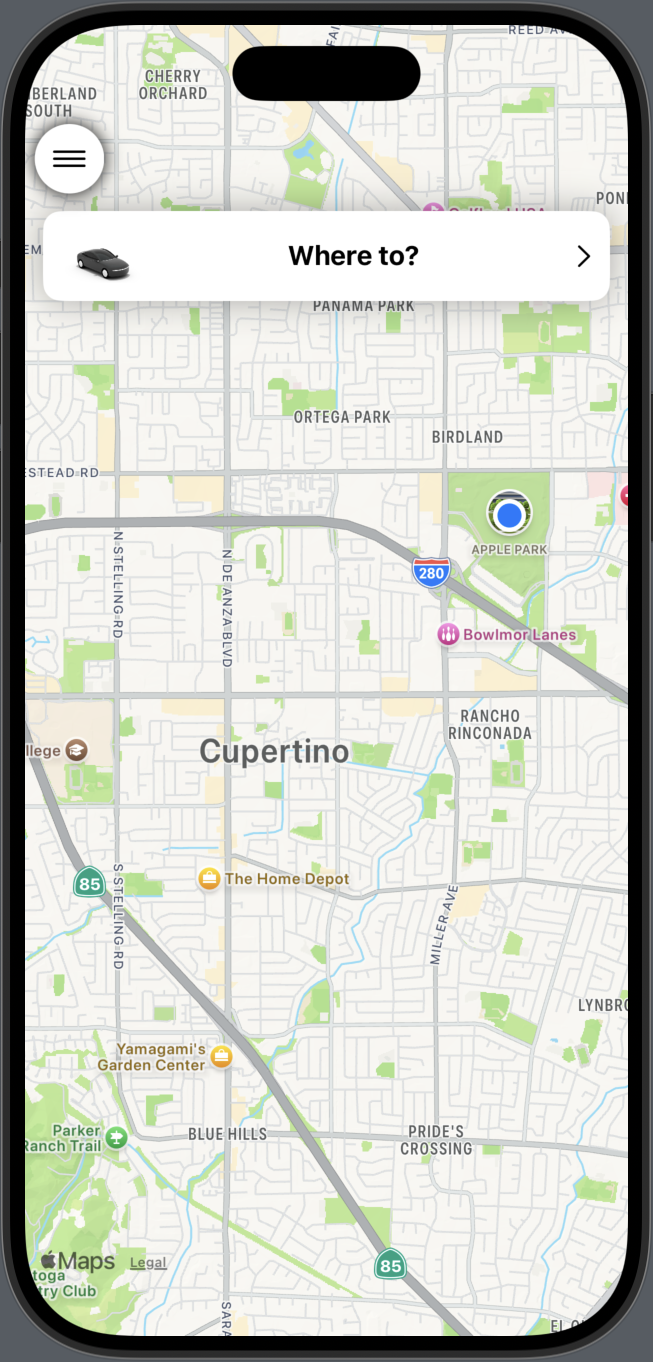 REED AV
CHERRY
ORCHARD
BERLAND
SOUTH
Where to?
PANAMA PARK
ORTEGA PARK
BIRDLAND
ESTEAD RD
APPLE PARK
280
N STELLING RD
N DE ANZA BLVD
Bowlmor Lanes
RANCHO
RINCONADA
Cupertino
llege
The Home Depot
85
S STELLING RD
MILLER AVE
LYNBRO
Yamagami's
Garden Center
Parker
Ranch Trail
BLUE HILLS
PRIDE'S
CROSSING
Maps
Legal
toga
try Club
85
SARA